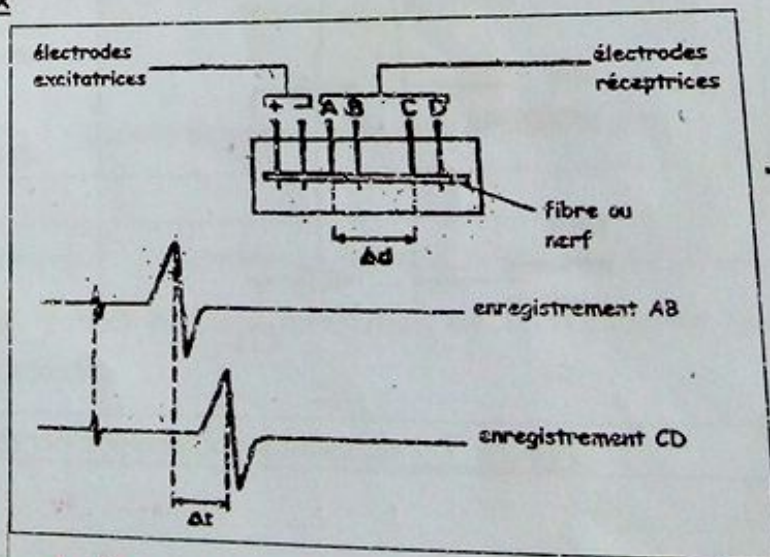 électrodes
excitatrices
électrodes
réceptrices
+ - A B C D
fibre ou
nerf
Δd
enregistrement AB
enregistrement CD
Δt